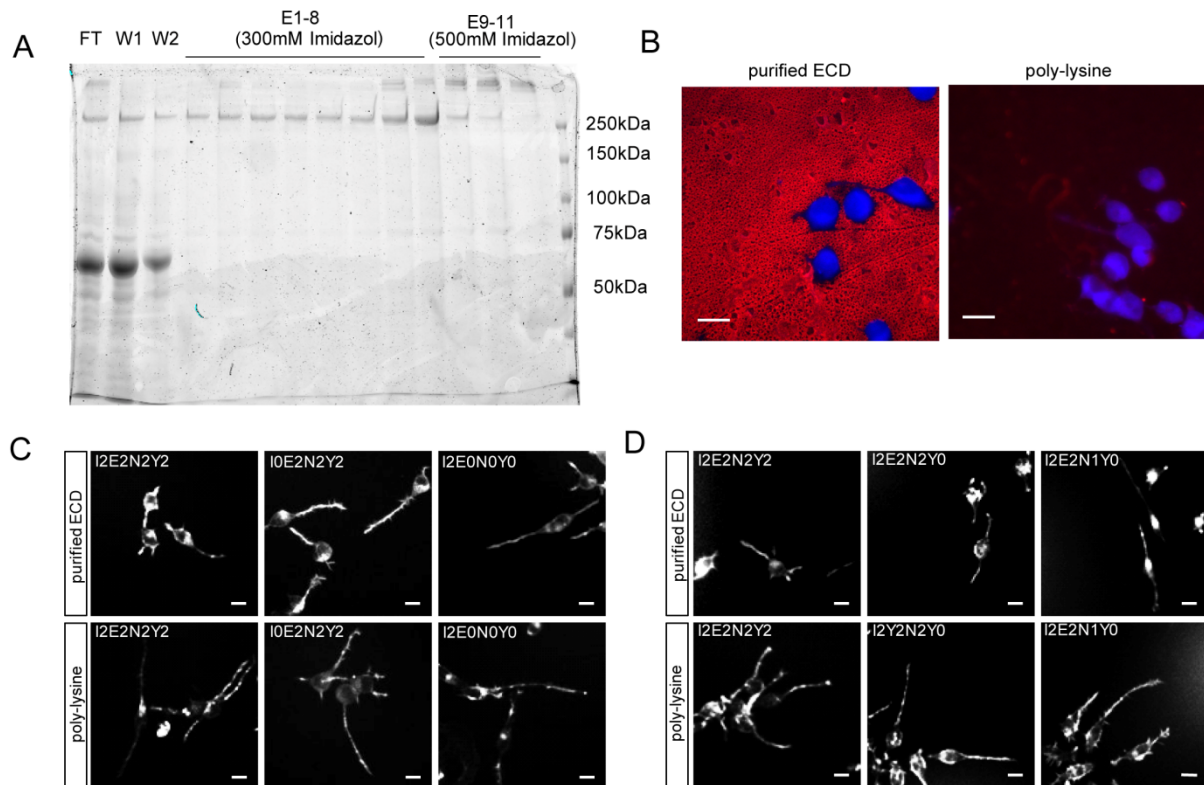 A
E1-8
E9-11
FT W1 W2 (300mM Imidazol) (500mM Imidazol)
250kDa
150kDa
100kDa
75kDa
50kDa
B
purified ECD
poly-lysine
C
purified ECD
I2E2N2Y2
I0E2N2Y2
I2E0N0Y0
poly-lysine
I2E2N2Y2
I0E2N2Y2
I2E0N0Y0
D
purified ECD
I2E2N2Y2
I2E2N2Y0
I2E2N1Y0
poly-lysine
I2E2N2Y2
I2Y2N2Y0
I2E2N1Y0